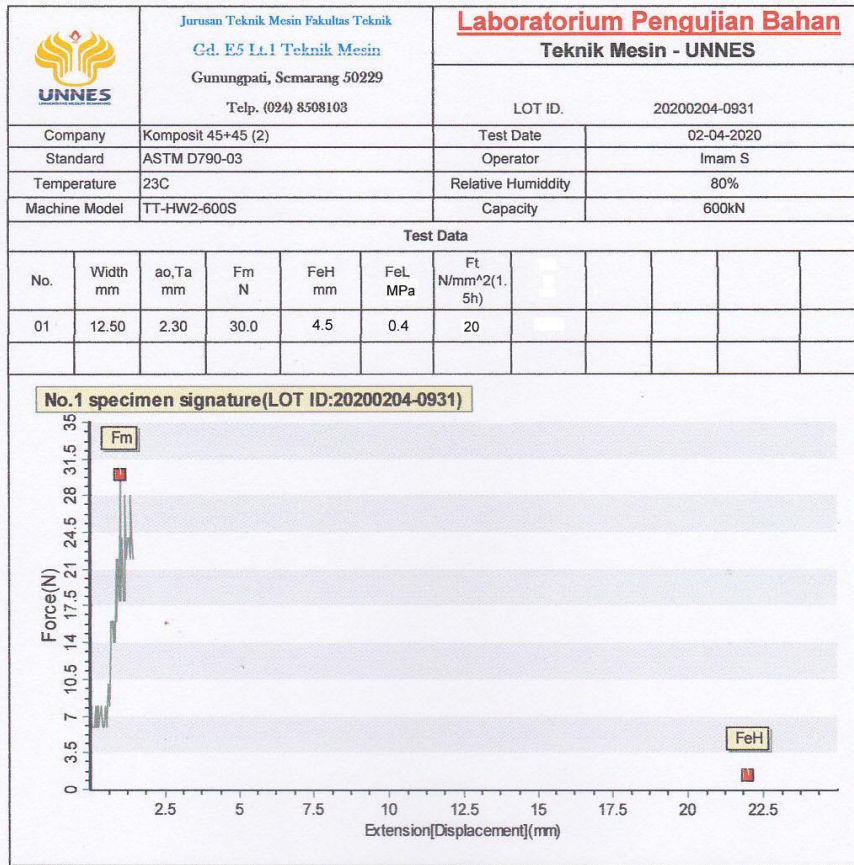 UNNES
Jurusan Teknik Mesin Fakultas Teknik
Gd. E5 Lt.1 Teknik Mesin
Gunungpati, Semarang 50229
Telp. (024) 8508103
Laboratorium Pengujian Bahan
Teknik Mesin - UNNES
LOT ID. 20200204-0931
Company Komposit 45+45 (2) Test Date 02-04-2020
Standard ASTM D790-03 Operator Imam S
Temperature 23C Relative Humiddity 80%
Machine Model TT-HW2-600S Capacity 600kN
Test Data
No. Width mm ao,Ta mm Fm N FeH mm FeL MPa Ft N/mm^2(1.5h)
01 12.50 2.30 30.0 4.5 0.4 20
No.1 specimen signature(LOT ID:20200204-0931)
Fm
FeH
Force(N)
35
31.5
28
24.5
21
17.5
14
10.5
7
3.5
0
2.5 5 7.5 10 12.5 15 17.5 20 22.5
Extension[Displacement](mm)